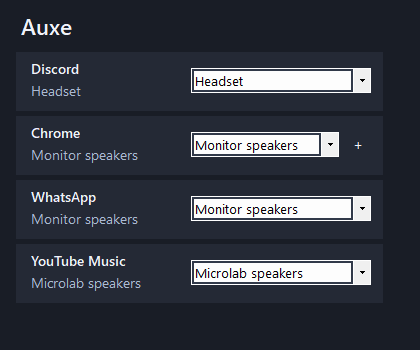 Auxe
Discord
Headset
Headset
Chrome
Monitor speakers
Monitor speakers
+
WhatsApp
Monitor speakers
Monitor speakers
YouTube Music
Microlab speakers
Microlab speakers